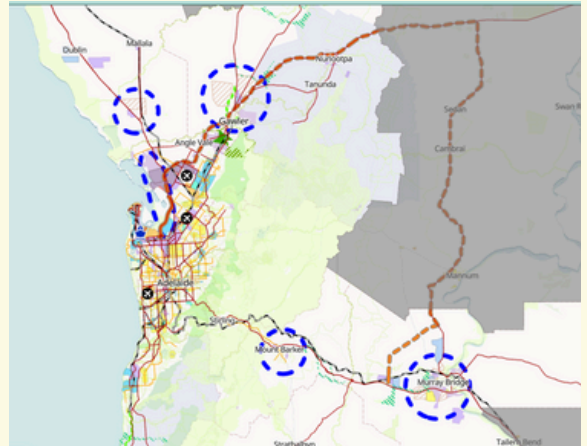 Dublin
Mallala
Nuriootpa
Tanunda
Gawler
Angle Vale
Sedan
Swan R
Cambrai
Mannum
Adelaide
Stirling
Mount Barker
Murray Bridge
Strathalbyn
Tailem Bend